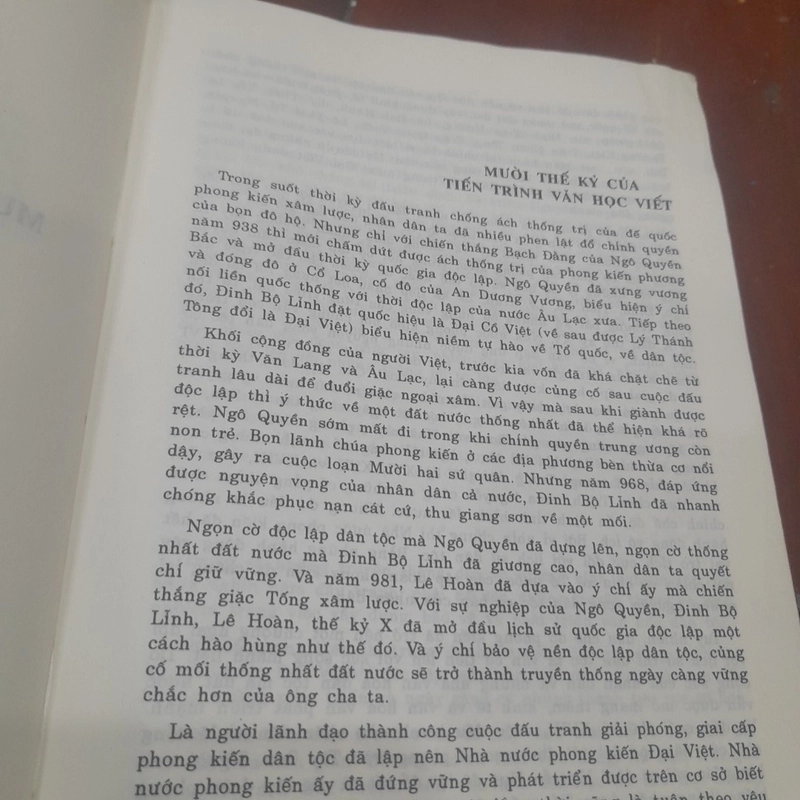 MƯỜI THẾ KỶ CỦA
TIẾN TRÌNH VĂN HỌC VIẾT
Trong suốt thời kỳ đấu tranh chống ách thống trị của đế quốc
phong kiến xâm lược, nhân dân ta đã nhiều phen lật đổ chính quyền
của bọn đô hộ. Nhưng chỉ với chiến thắng Bạch Đằng của Ngô Quyền
năm 938 thì mới chấm dứt được ách thống trị của phong kiến phương
Bắc và mở đầu thời kỳ quốc gia độc lập. Ngô Quyền đã xưng vương
và đóng đô ở Cổ Loa, cố đô của An Dương Vương, biểu hiện ý chí
nối liền quốc thống với thời độc lập của nước Âu Lạc xưa. Tiếp theo
đó, Đinh Bộ Lĩnh đặt quốc hiệu là Đại Cồ Việt (về sau được Lý Thánh
Tông đổi là Đại Việt) biểu hiện niềm tự hào về Tổ quốc, về dân tộc.
Khối cộng đồng của người Việt, trước kia vốn đã khá chặt chẽ từ
thời kỳ Văn Lang và Âu Lạc, lại càng được củng cố sau cuộc đấu
tranh lâu dài để đuổi giặc ngoại xâm. Vì vậy mà sau khi giành được
độc lập thì ý thức về một đất nước thống nhất đã thể hiện khá rõ
rệt. Ngô Quyền sớm mất đi trong khi chính quyền trung ương còn
non trẻ. Bọn lãnh chúa phong kiến ở các địa phương bèn thừa cơ nổi
dậy, gây ra cuộc loạn Mười hai sứ quân. Nhưng năm 968, đáp ứng
được nguyện vọng của nhân dân cả nước, Đinh Bộ Lĩnh đã nhanh
chóng khắc phục nạn cát cứ, thu giang sơn về một mối.
Ngọn cờ độc lập dân tộc mà Ngô Quyền đã dựng lên, ngọn cờ thống
nhất đất nước mà Đinh Bộ Lĩnh đã giương cao, nhân dân ta quyết
chí giữ vững. Và năm 981, Lê Hoàn đã dựa vào ý chí ấy mà chiến
thắng giặc Tống xâm lược. Với sự nghiệp của Ngô Quyền, Đinh Bộ
Lĩnh, Lê Hoàn, thế kỷ X đã mở đầu lịch sử quốc gia độc lập một
cách hào hùng như thế đó. Và ý chí bảo vệ nền độc lập dân tộc, củng
cố mối thống nhất đất nước sẽ trở thành truyền thống ngày càng vững
chắc hơn của ông cha ta.
Là người lãnh đạo thành công cuộc đấu tranh giải phóng, giai cấp
phong kiến dân tộc đã lập nên Nhà nước phong kiến Đại Việt. Nhà
nước phong kiến ấy đã đứng vững và phát triển được trên cơ sở biết
là tuân theo yêu